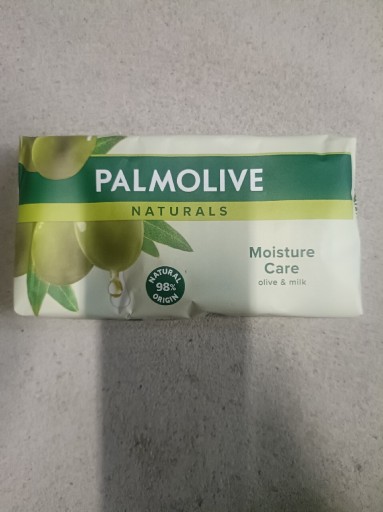 PALMOLIVE
NATURALS
Moisture
Care
olive & milk
NATURAL
98%
ORIGIN